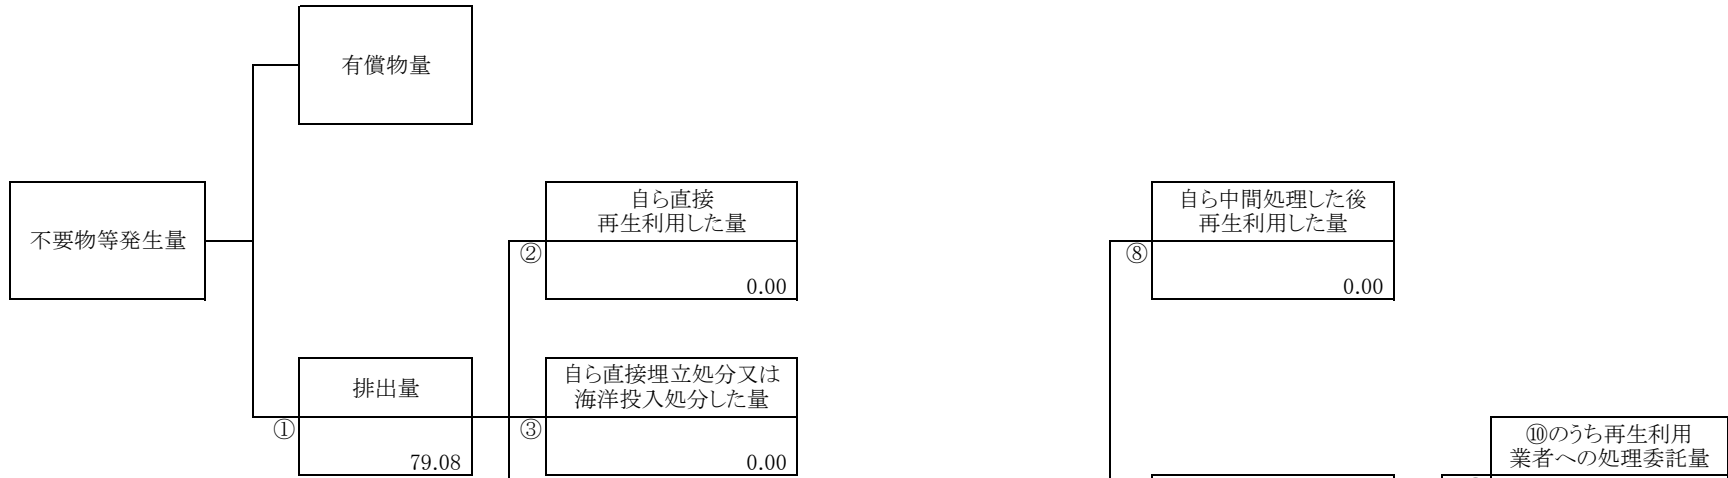 有償物量
不要物等発生量
自ら直接
再生利用した量
②
0.00
自ら中間処理した後
再生利用した量
⑧
0.00
排出量
①
79.08
自ら直接埋立処分又は
海洋投入処分した量
③
0.00
⑩のうち再生利用
業者への処理委託量